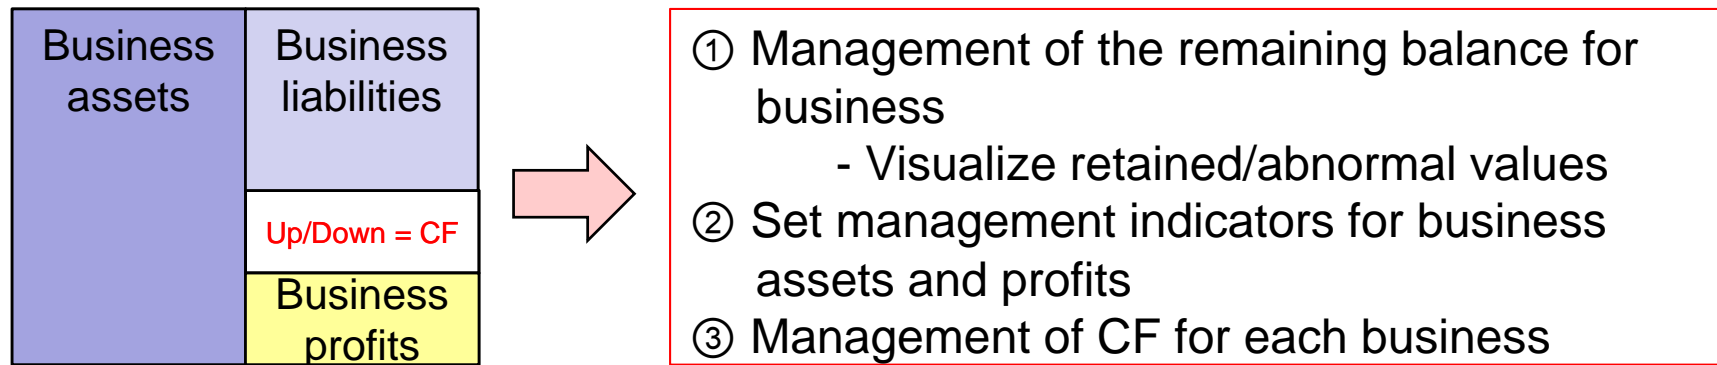 Business
assets
Business
liabilities
Up/Down = CF
Business
profits
① Management of the remaining balance for
business
- Visualize retained/abnormal values
② Set management indicators for business
assets and profits
③ Management of CF for each business